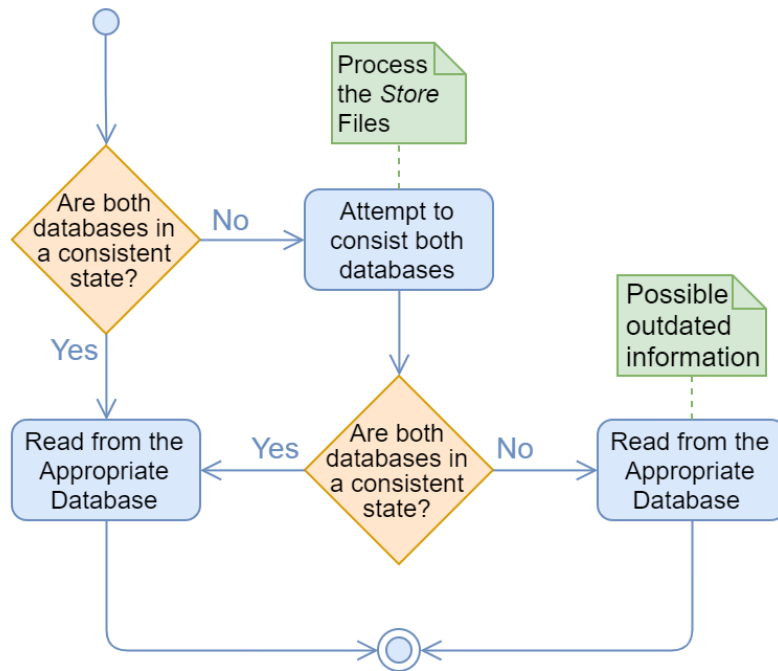 Process
the Store
Files
Are both
databases in
a consistent
state?
No
Attempt to
consist both
databases
Possible
outdated
information
Yes
Read from the
Appropriate
Database
Yes
Are both
databases in
a consistent
state?
No
Read from the
Appropriate
Database